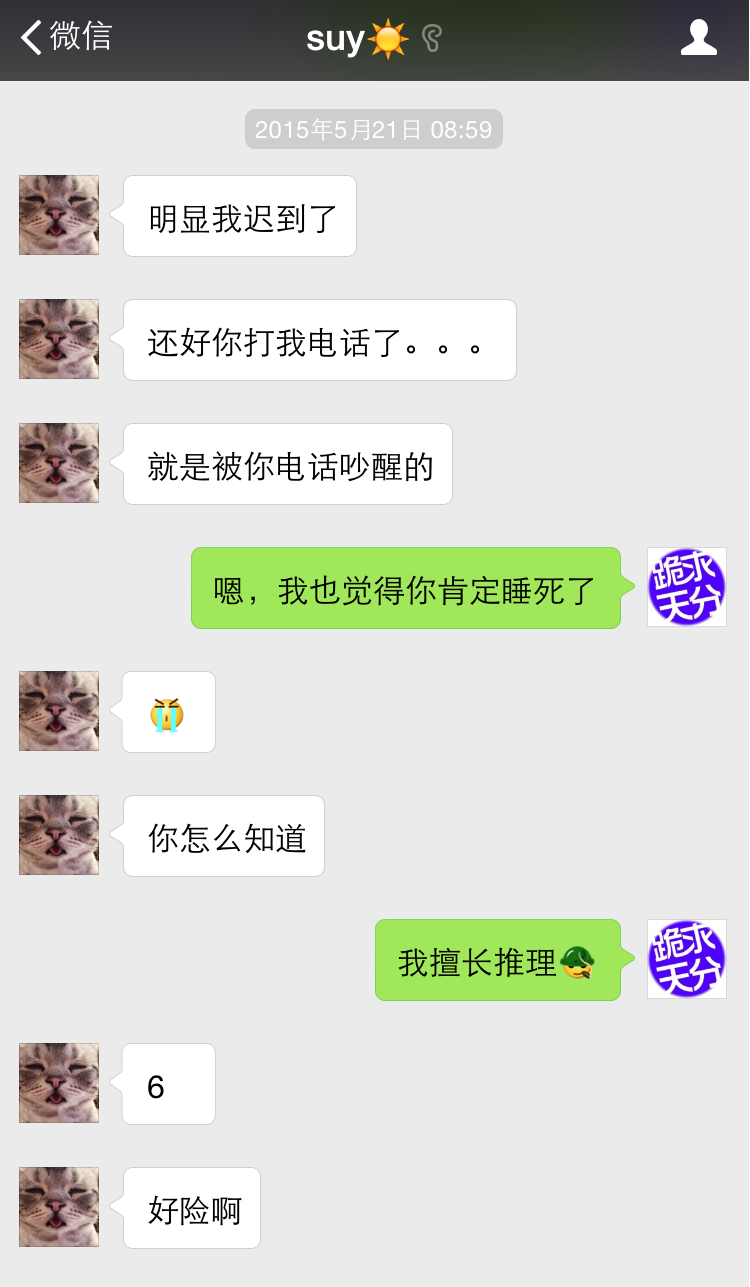 微信
suy☀️
2015年5月21日 08:59
明显我迟到了
还好你打我电话了。。。
就是被你电话吵醒的
嗯，我也觉得你肯定睡死了
跪求
天分
😭
你怎么知道
我擅长推理
跪求
天分
6
好险啊